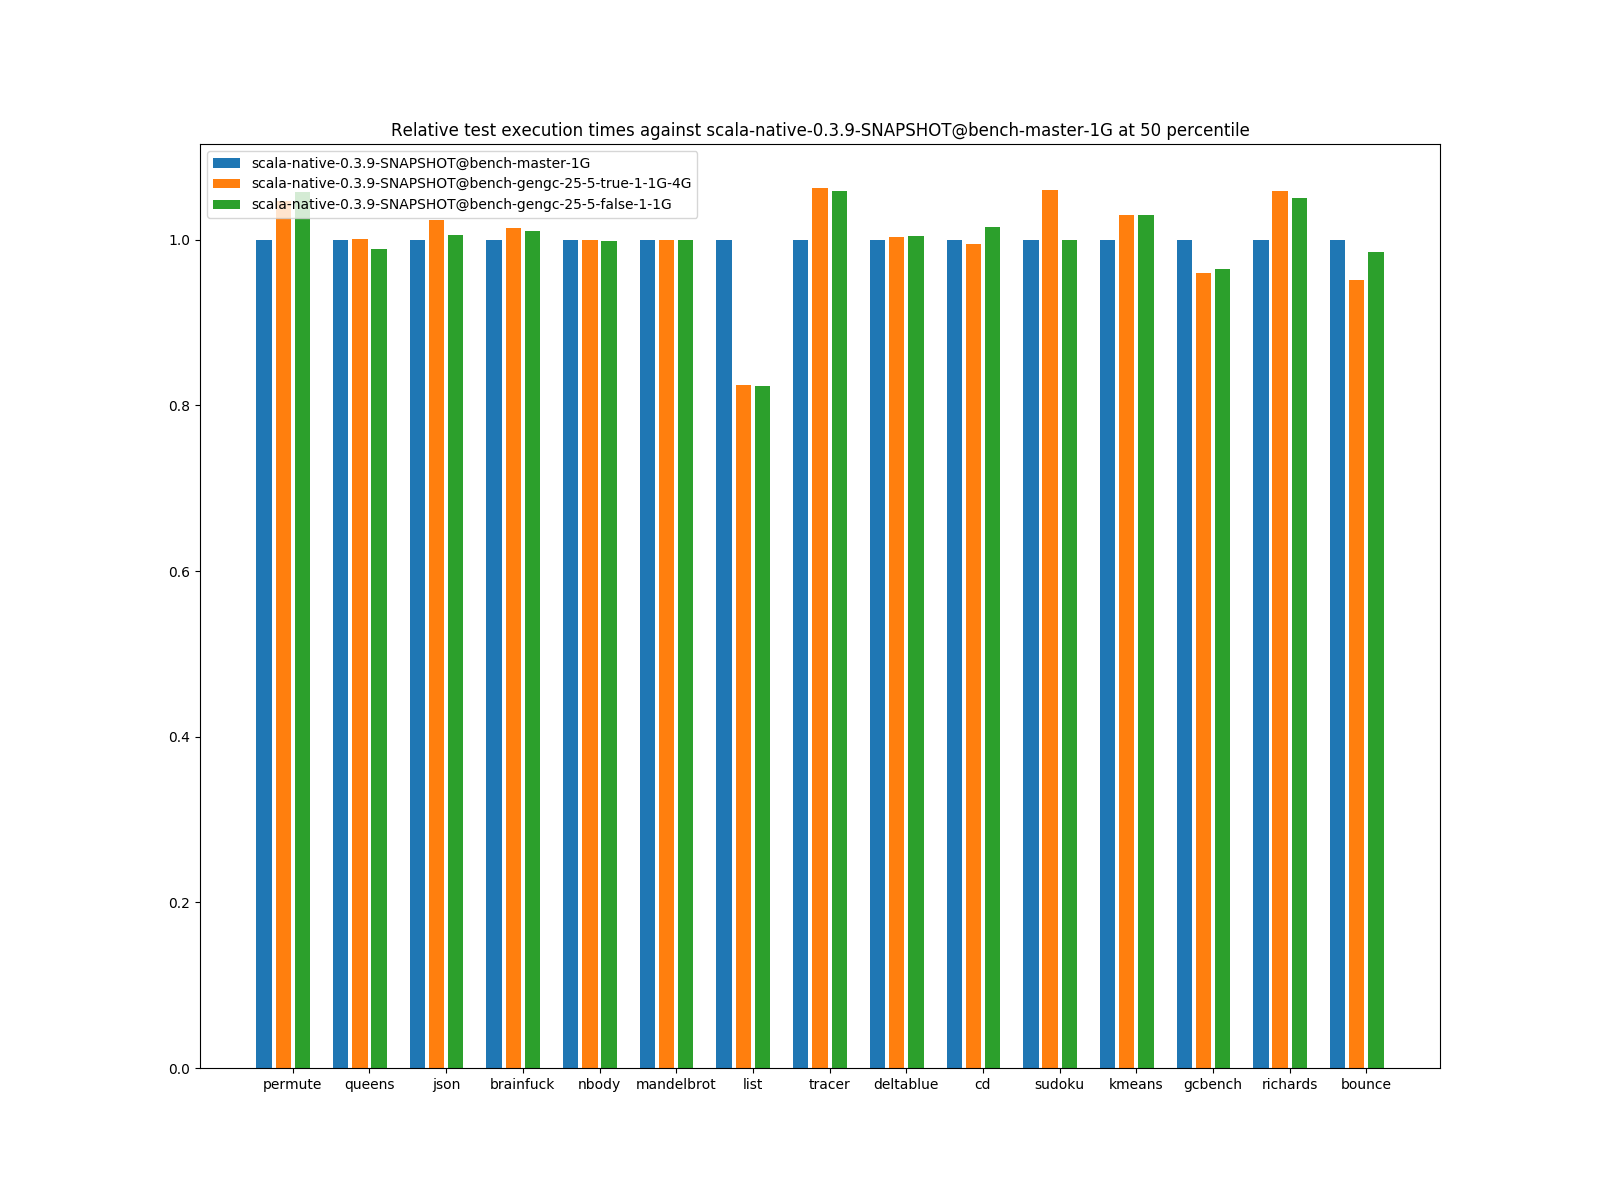 Relative test execution times against scala-native-0.3.9-SNAPSHOT@bench-master-1G at 50 percentile
scala-native-0.3.9-SNAPSHOT@bench-master-1G
scala-native-0.3.9-SNAPSHOT@bench-gengc-25-5-true-1-1G-4G
scala-native-0.3.9-SNAPSHOT@bench-gengc-25-5-false-1-1G
1.0
0.8
0.6
0.4
0.2
0.0
permute queens json brainfuck nbody mandelbrot list tracer deltablue cd sudoku kmeans gcbench richards bounce